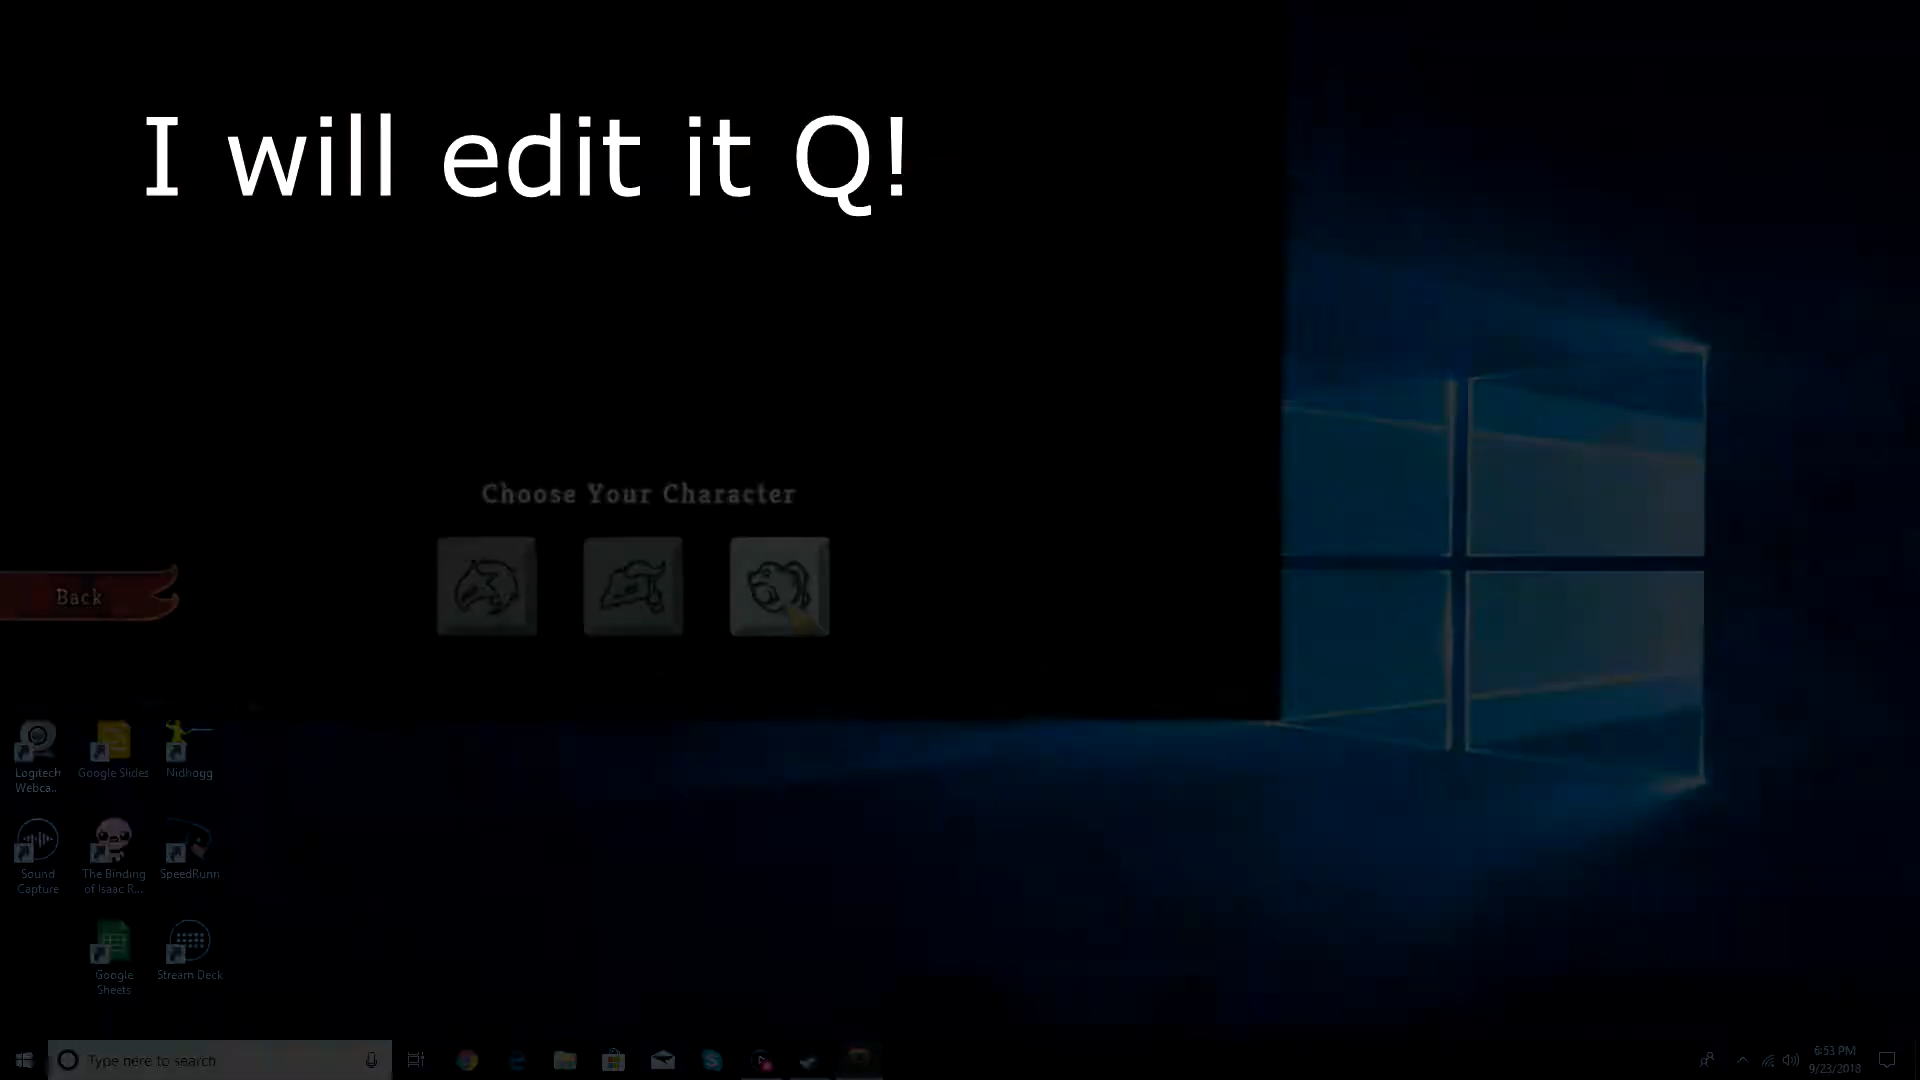 I will edit it Q!
Choose Your Character
Back
Logitech
Webca...
Google Slides
Nidhogg
Sound
Capture
The Binding
of Isaac R...
SpeedRunn
Google
Sheets
Stream Deck
Type here to search
6:53 PM
9/23/2018